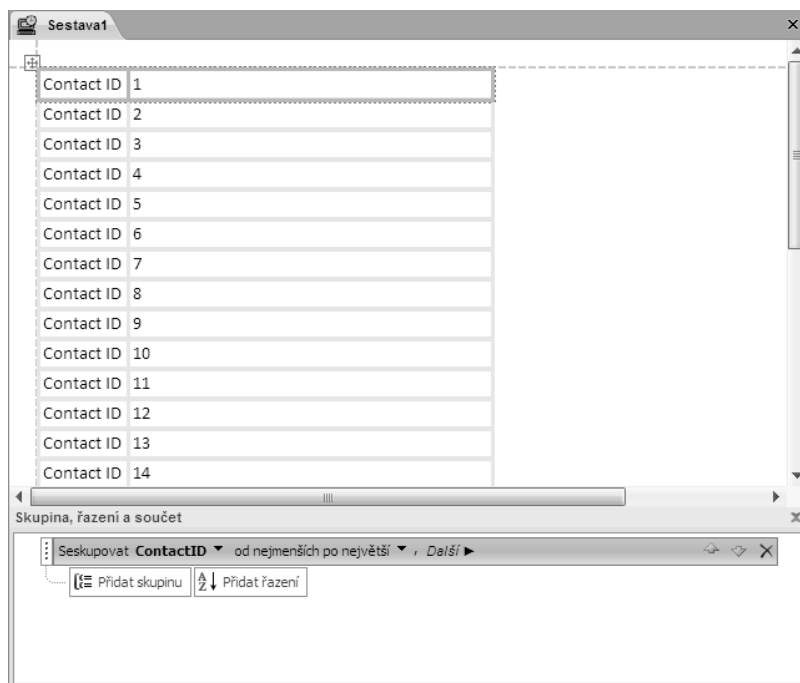 Sestava1
Contact ID 1
Contact ID 2
Contact ID 3
Contact ID 4
Contact ID 5
Contact ID 6
Contact ID 7
Contact ID 8
Contact ID 9
Contact ID 10
Contact ID 11
Contact ID 12
Contact ID 13
Contact ID 14
Skupina, řazení a součet
Seskupovat ContactID ▼ od nejmenších po největší ▼ , Další ►
Přidat skupinu A Z Přidat řazení